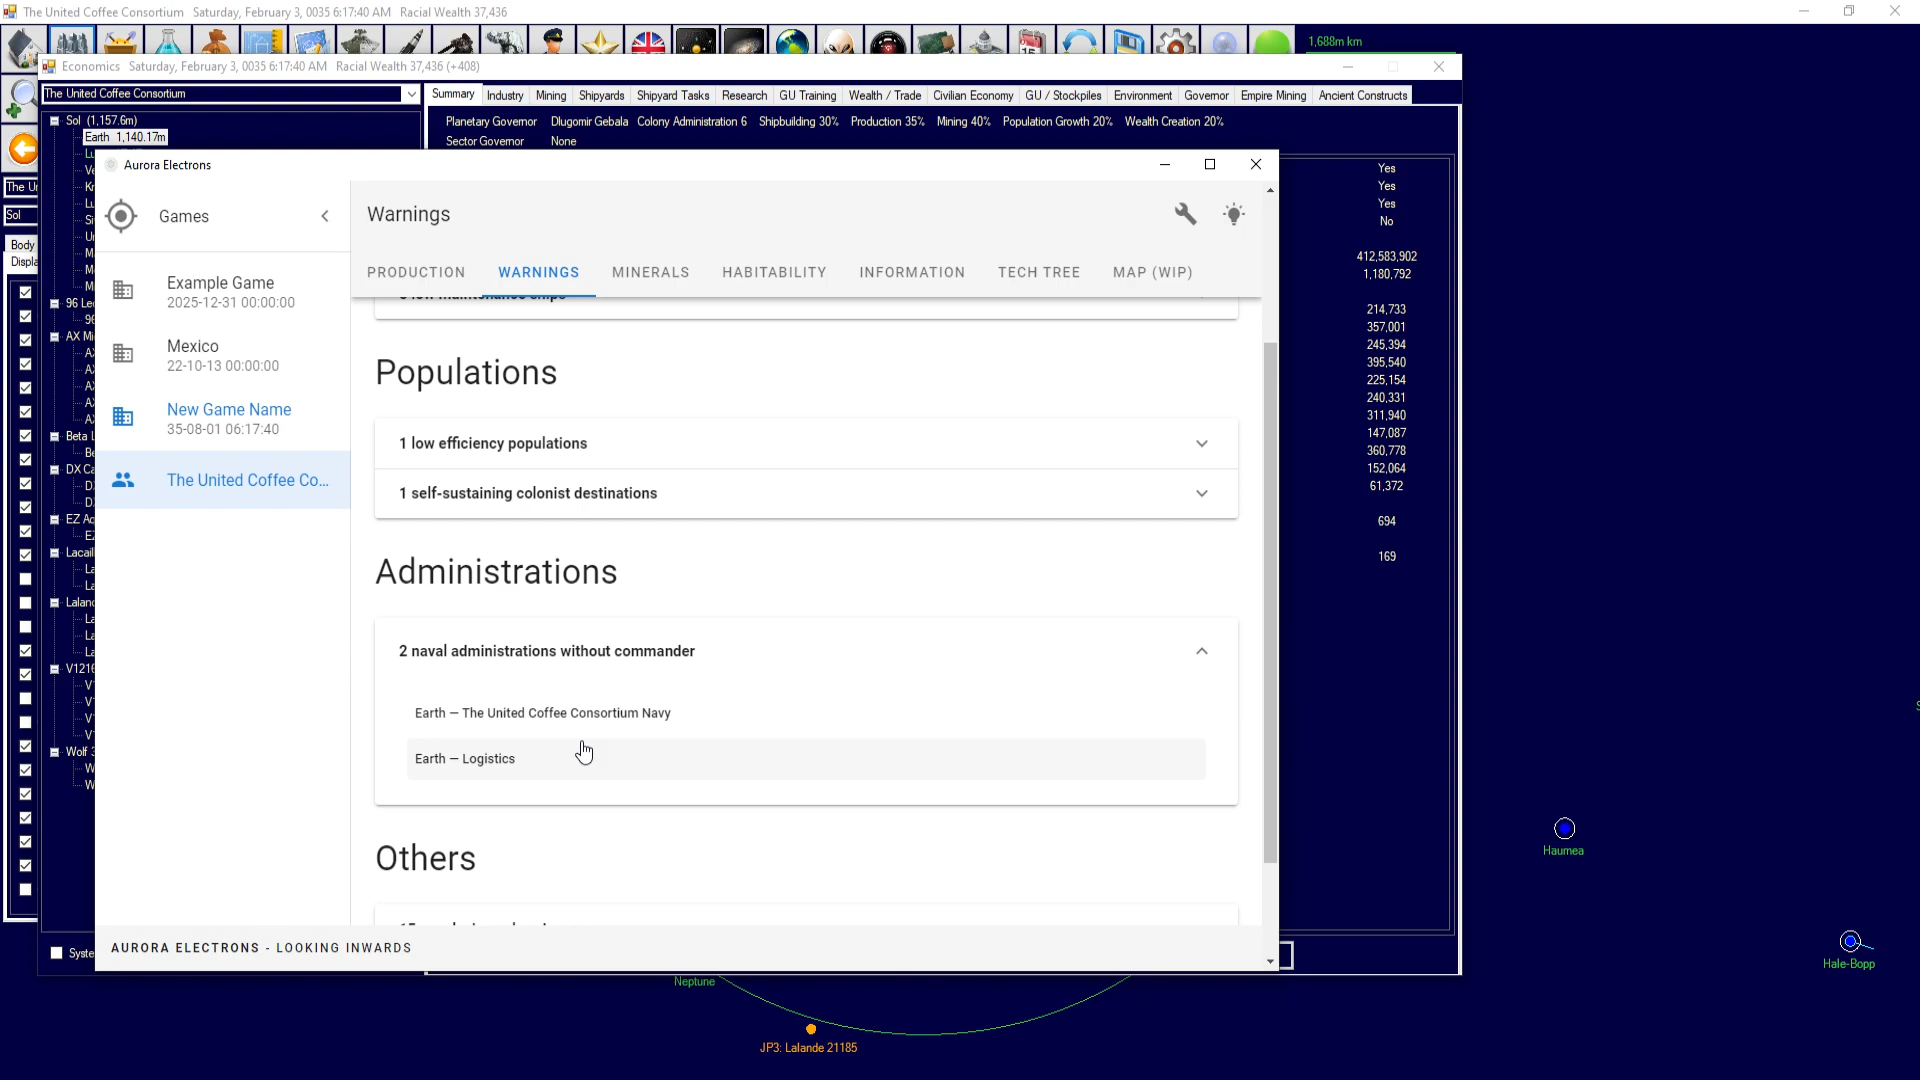 The United Coffee Consortium   Saturday, February 3, 0035 6:17:40 AM   Racial Wealth 37,436
1,688m km
Economics   Saturday, February 3, 0035 6:17:40 AM   Racial Wealth 37,436 (+408)
The United Coffee Consortium
Summary   Industry   Mining   Shipyards   Shipyard Tasks   Research   GU Training   Wealth / Trade   Civilian Economy   GU / Stockpiles   Environment   Governor   Empire Mining   Ancient Constructs
Sol (1,157.6m)
Earth 1,140.17m
Planetary Governor   Dlugomir Gebala   Colony Administration 6   Shipbuilding 30%   Production 35%   Mining 40%   Population Growth 20%   Wealth Creation 20%
Sector Governor   None
Aurora Electrons
Games
Example Game
2025-12-31 00:00:00
Mexico
22-10-13 00:00:00
New Game Name
35-08-01 06:17:40
The United Coffee Co...
Warnings
PRODUCTION   WARNINGS   MINERALS   HABITABILITY   INFORMATION   TECH TREE   MAP (WIP)
Populations
1 low efficiency populations
1 self-sustaining colonist destinations
Administrations
2 naval administrations without commander
Earth — The United Coffee Consortium Navy
Earth — Logistics
Others
AURORA ELECTRONS - LOOKING INWARDS
Yes
Yes
Yes
No
412,583,902
1,180,792
214,733
357,001
245,394
395,540
225,154
240,331
311,940
147,087
360,778
152,064
61,372
694
169
Sol
Body
Haumea
Hale-Bopp
Neptune
JP3: Lalande 21185